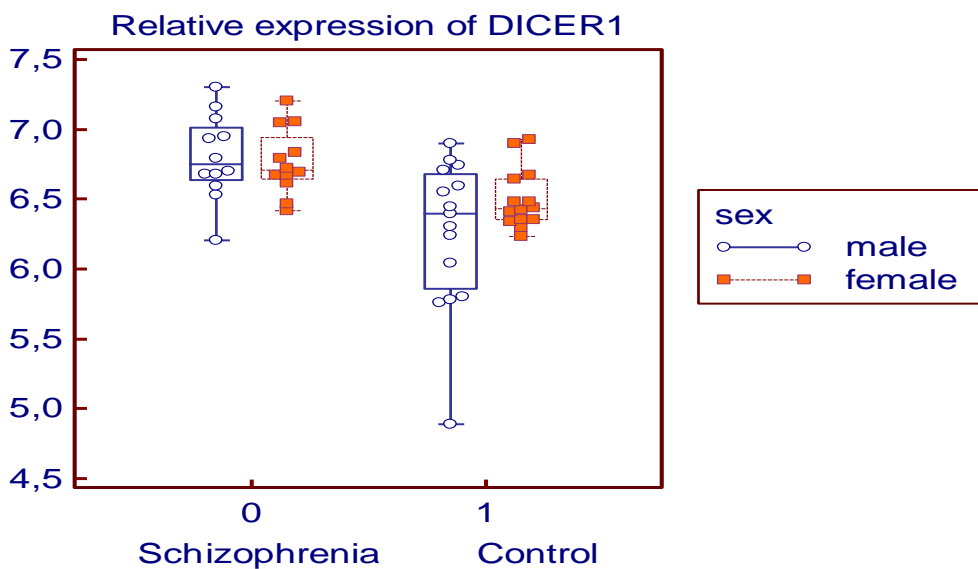 Relative expression of DICER1
7,5
7,0
6,5
6,0
5,5
5,0
4,5
0 1
Schizophrenia Control
sex
male
female